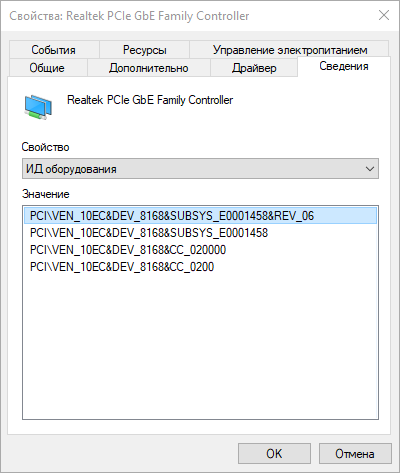 Свойства: Realtek PCIe GbE Family Controller
События
Ресурсы
Управление электропитанием
Общие
Дополнительно
Драйвер
Сведения
Realtek PCIe GbE Family Controller
Свойство
ИД оборудования
Значение
PCI\VEN_10EC&DEV_8168&SUBSYS_E0001458&REV_06
PCI\VEN_10EC&DEV_8168&SUBSYS_E0001458
PCI\VEN_10EC&DEV_8168&CC_020000
PCI\VEN_10EC&DEV_8168&CC_0200
OK
Отмена